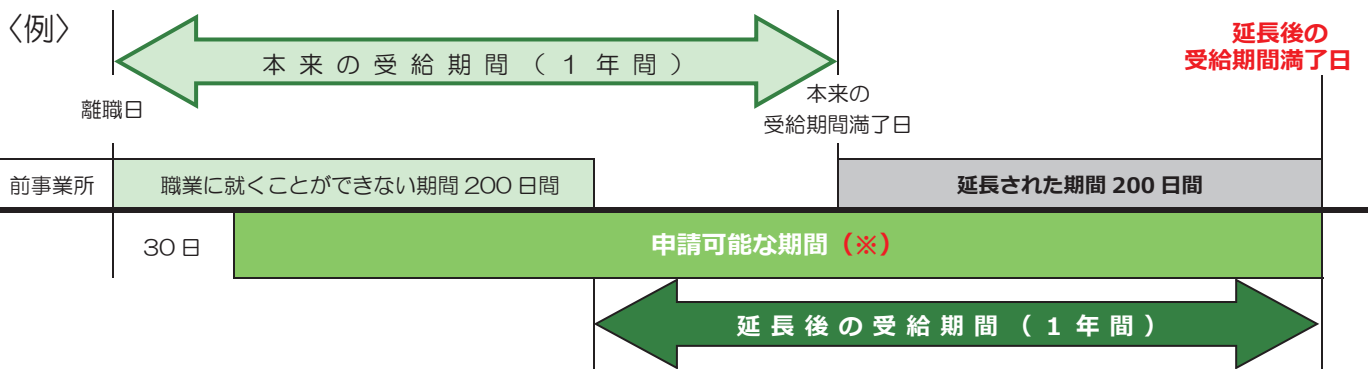 〈例〉
本来の受給期間（１年間）
延長後の
受給期間満了日
離職日
本来の
受給期間満了日
前事業所
職業に就くことができない期間 200 日間
延長された期間 200 日間
30 日
申請可能な期間（※）
延長後の受給期間（１年間）